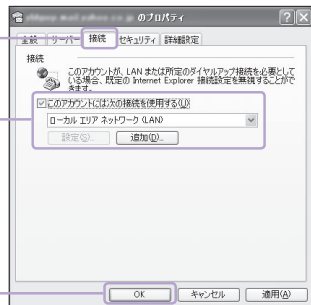 のプロパティ
全般 サーバー 接続 セキュリティ 詳細設定
接続
このアカウントが、LAN または所定のダイヤルアップ接続を必要として
いる場合、既定の Internet Explorer 接続設定を無視することがで
きます。
このアカウントには次の接続を使用する(U)
ローカル エリア ネットワーク (LAN)
設定(S)... 追加(D)...
OK キャンセル 適用(A)